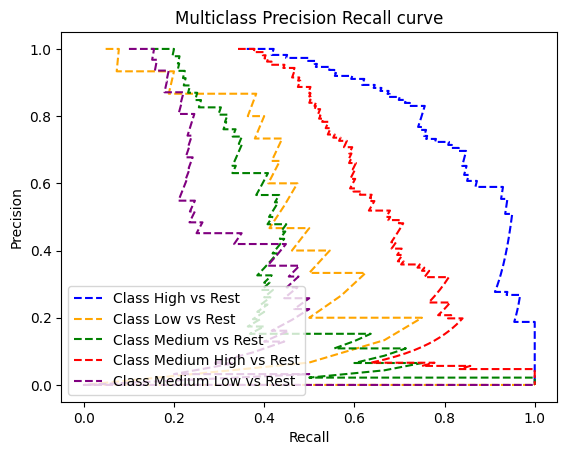 Multiclass Precision Recall curve
Precision
1.0
0.8
0.6
0.4
0.2
0.0
Class High vs Rest
Class Low vs Rest
Class Medium vs Rest
Class Medium High vs Rest
Class Medium Low vs Rest
0.0 0.2 0.4 0.6 0.8 1.0
Recall